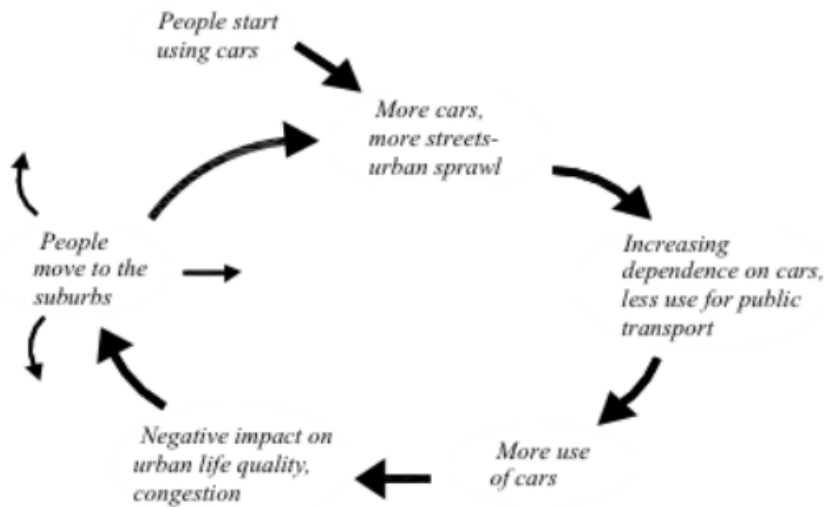 People start
using cars
More cars,
more streets-
urban sprawl
Increasing
dependence on cars,
less use for public
transport
More use
of cars
Negative impact on
urban life quality,
congestion
People
move to the
suburbs